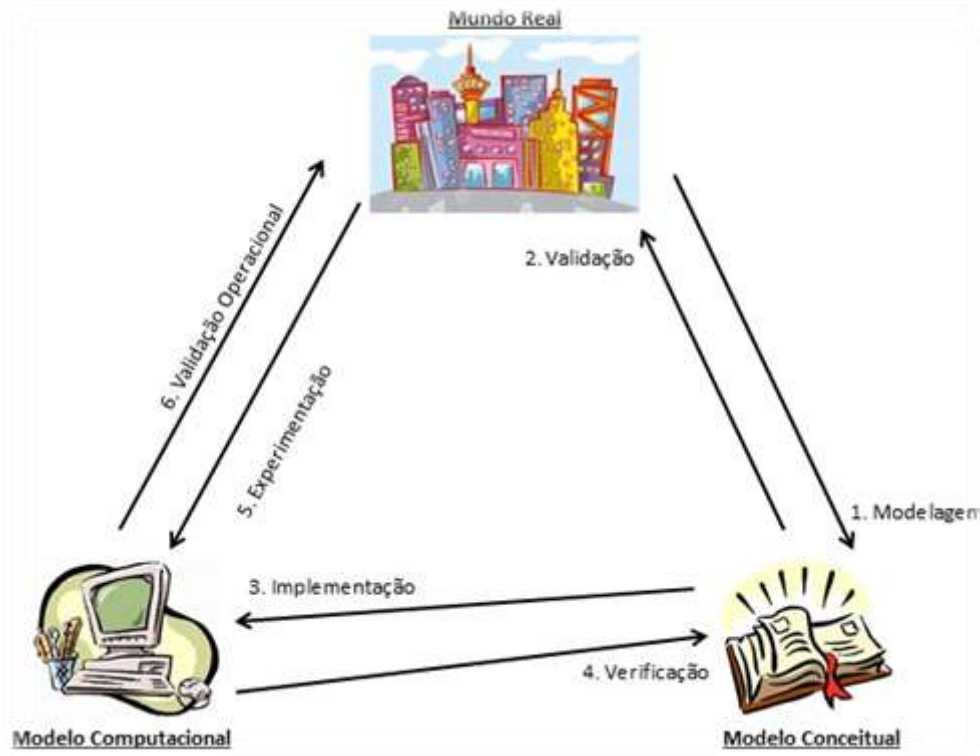 Mundo Real
2. Validação
6. Validação Operacional
5. Experimentação
1. Modelagem
3. Implementação
4. Verificação
Modelo Computacional
Modelo Conceitual